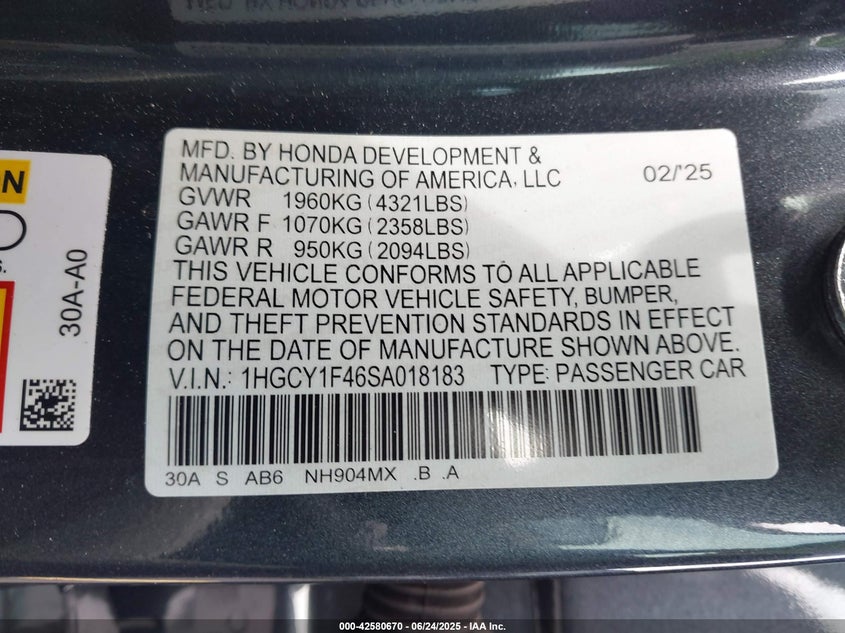 MFD. BY HONDA DEVELOPMENT &
MANUFACTURING OF AMERICA, LLC 02/'25
GVWR 1960KG (4321LBS)
GAWR F 1070KG (2358LBS)
GAWR R 950KG (2094LBS)
THIS VEHICLE CONFORMS TO ALL APPLICABLE
FEDERAL MOTOR VEHICLE SAFETY, BUMPER,
AND THEFT PREVENTION STANDARDS IN EFFECT
ON THE DATE OF MANUFACTURE SHOWN ABOVE.
V.I.N.: 1HGCY1F46SA018183 TYPE: PASSENGER CAR
30A S AB6 NH904MX .B .A
30A-A0
000-42580670 - 06/24/2025 - IAA Inc.